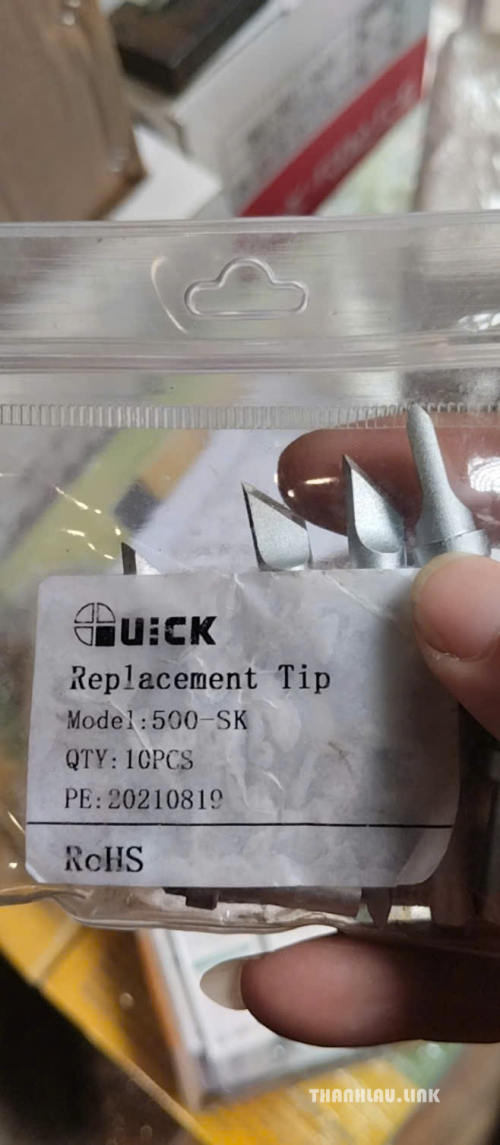 QUICK
Replacement Tip
Model:500-SK
QTY:10PCS
PE:20210819
RoHS
THANHLAU.LINK